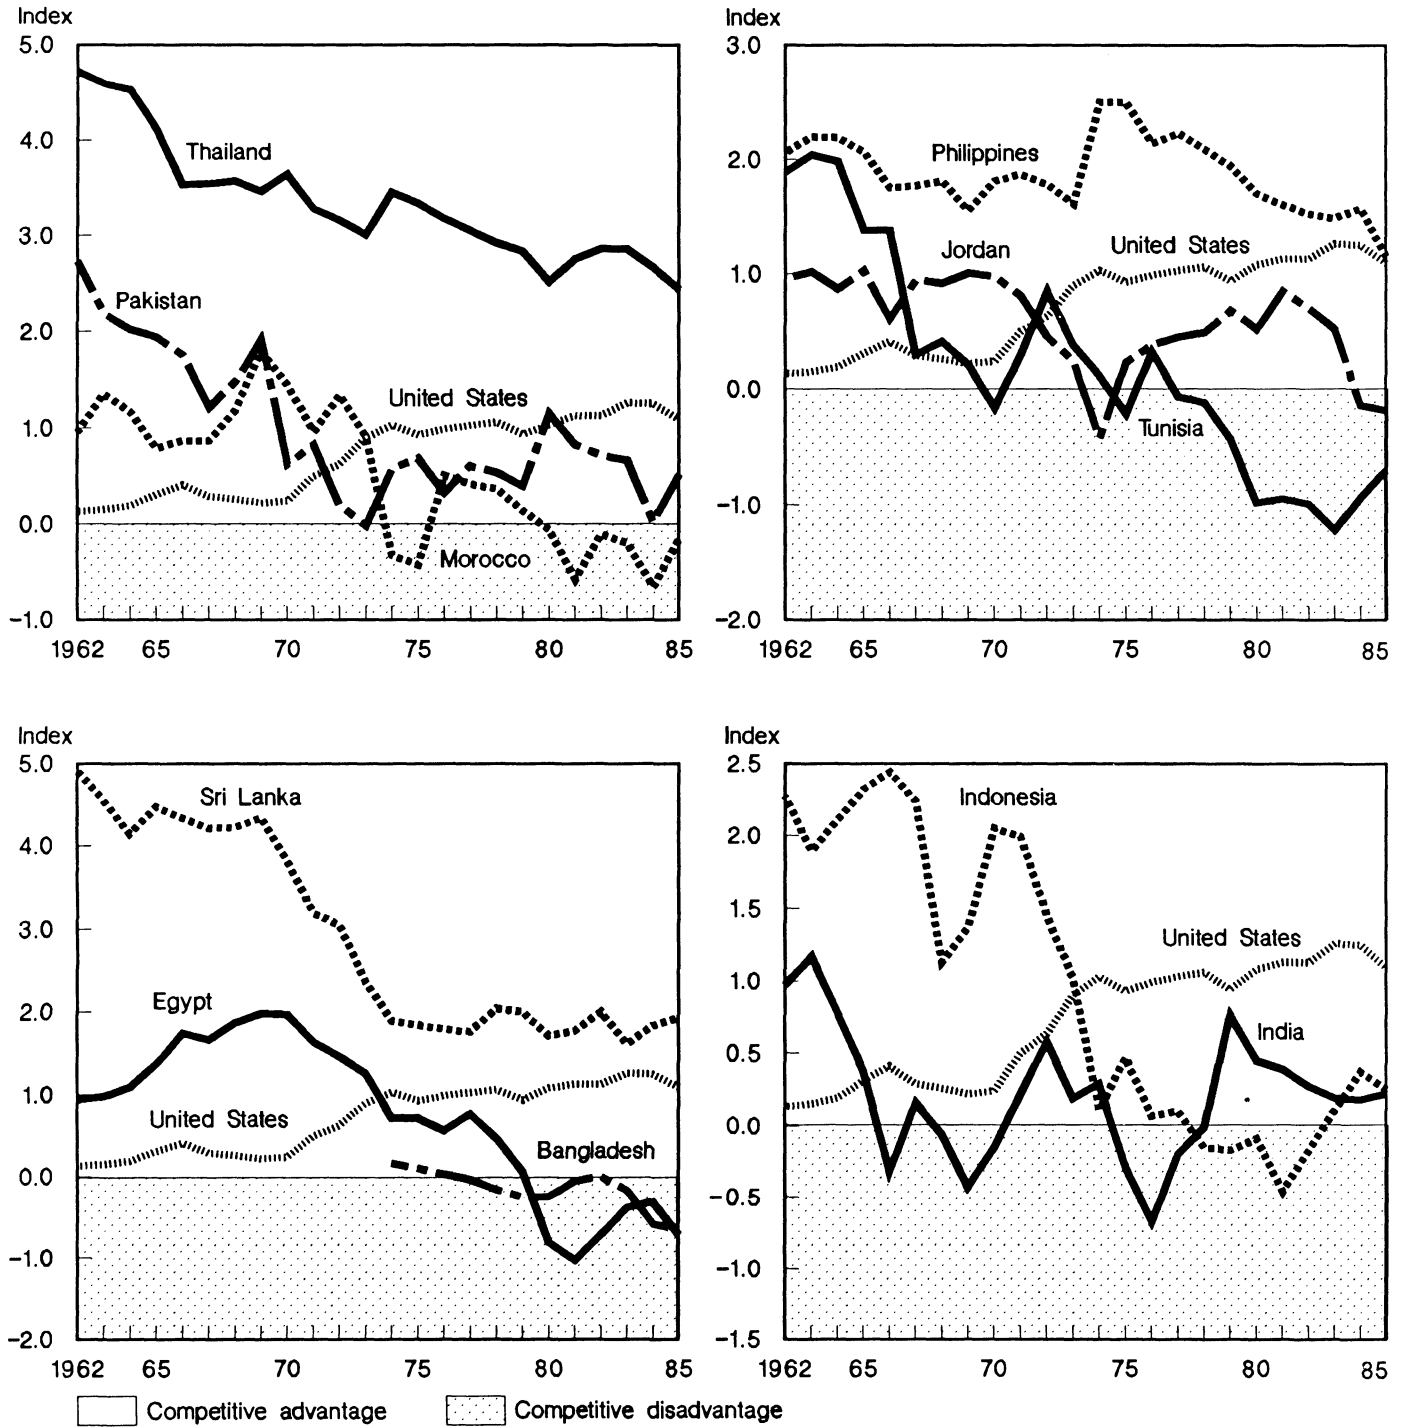 Index
5.0
4.0
3.0
2.0
1.0
0.0
−1.0
Thailand
Pakistan
United States
Morocco
1962 65 70 75 80 85
Index
3.0
2.0
1.0
0.0
−1.0
−2.0
Philippines
Jordan
United States
Tunisia
1962 65 70 75 80 85
Index
5.0
4.0
3.0
2.0
1.0
0.0
−1.0
−2.0
Sri Lanka
Egypt
United States
Bangladesh
1962 65 70 75 80 85
Index
2.5
2.0
1.5
1.0
0.5
0.0
−0.5
−1.0
−1.5
Indonesia
United States
India
1962 65 70 75 80 85
Competitive advantage Competitive disadvantage